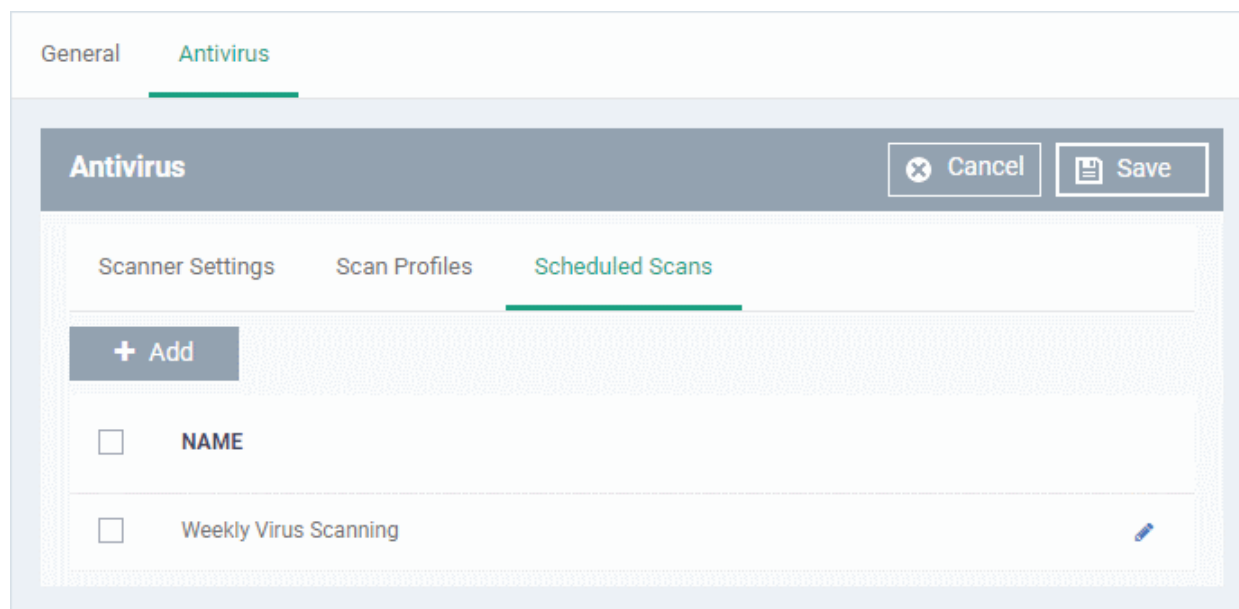 General Antivirus
Antivirus Cancel Save
Scanner Settings Scan Profiles Scheduled Scans
+ Add
NAME
Weekly Virus Scanning